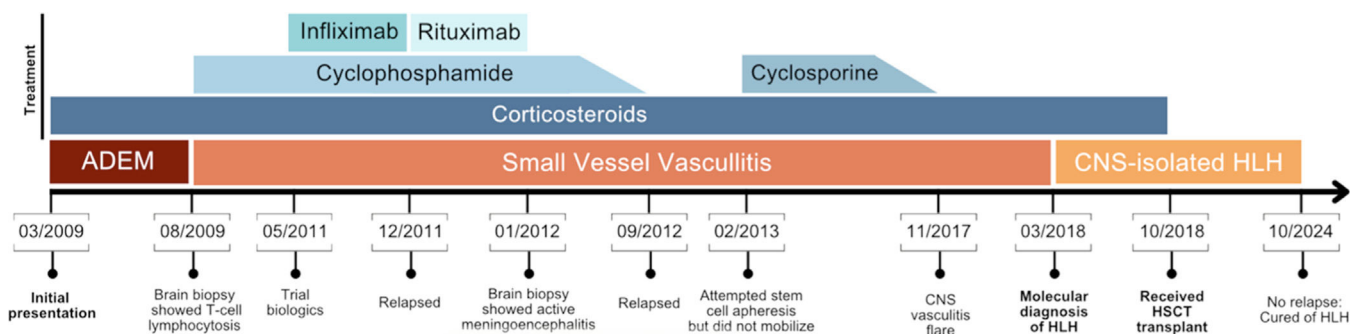 Treatment
Infliximab
Rituximab
Cyclophosphamide
Cyclosporine
Corticosteroids
ADEM
Small Vessel Vascullitis
CNS-isolated HLH
03/2009
08/2009
05/2011
12/2011
01/2012
09/2012
02/2013
11/2017
03/2018
10/2018
10/2024
Initial
presentation
Brain biopsy
showed T-cell
lymphocytosis
Trial
biologics
Relapsed
Brain biopsy
showed active
meningoencephalitis
Relapsed
Attempted stem
cell apheresis
but did not mobilize
CNS
vasculitis
flare
Molecular
diagnosis
of HLH
Received
HSCT
transplant
No relapse:
Cured of HLH